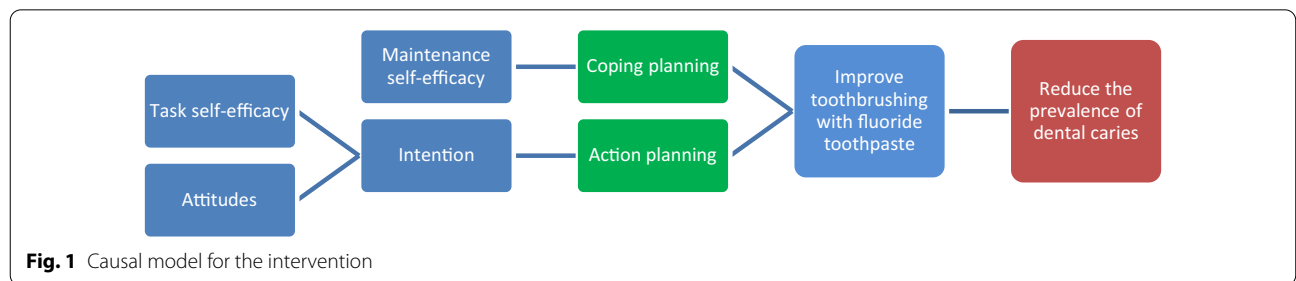 Task self-efficacy
Attitudes
Maintenance
self-efficacy
Intention
Coping planning
Action planning
Improve
toothbrushing
with fluoride
toothpaste
Reduce the
prevalence of
dental caries
Fig. 1 Causal model for the intervention